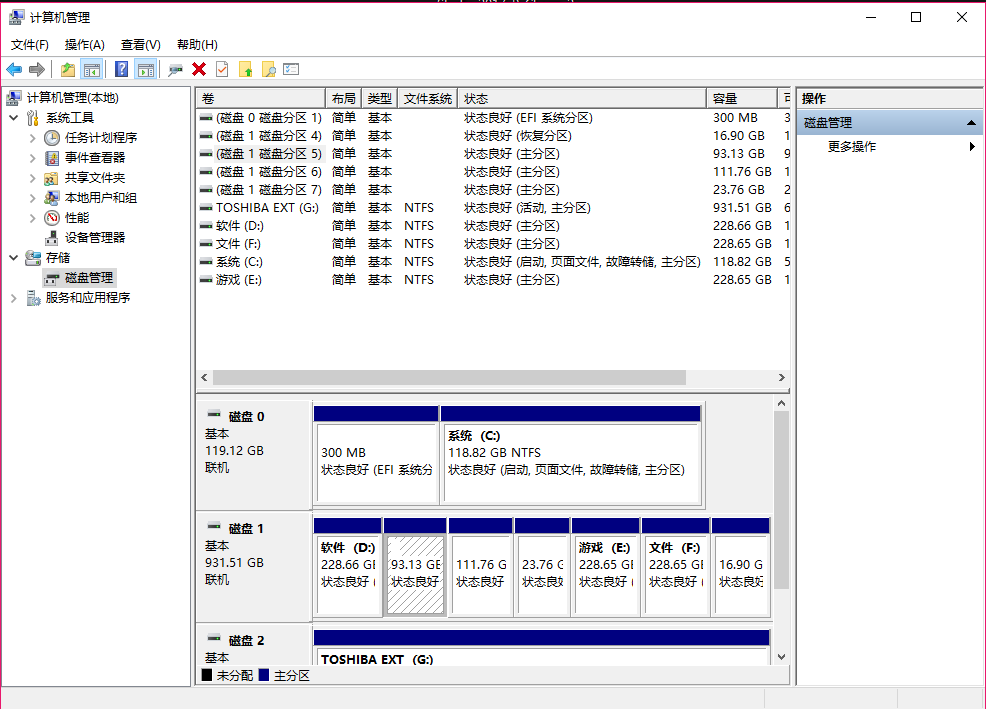 计算机管理
文件(F) 操作(A) 查看(V) 帮助(H)
计算机管理(本地)
系统工具
任务计划程序
事件查看器
共享文件夹
本地用户和组
性能
设备管理器
存储
磁盘管理
服务和应用程序
卷 布局 类型 文件系统 状态 容量
(磁盘 0 磁盘分区 1) 简单 基本 状态良好 (EFI 系统分区) 300 MB 3
(磁盘 1 磁盘分区 4) 简单 基本 状态良好 (恢复分区) 16.90 GB 1
(磁盘 1 磁盘分区 5) 简单 基本 状态良好 (主分区) 93.13 GB 9
(磁盘 1 磁盘分区 6) 简单 基本 状态良好 (主分区) 111.76 GB 1
(磁盘 1 磁盘分区 7) 简单 基本 状态良好 (主分区) 23.76 GB 2
TOSHIBA EXT (G:) 简单 基本 NTFS 状态良好 (活动, 主分区) 931.51 GB 6
软件 (D:) 简单 基本 NTFS 状态良好 (主分区) 228.66 GB 1
文件 (F:) 简单 基本 NTFS 状态良好 (主分区) 228.65 GB 1
系统 (C:) 简单 基本 NTFS 状态良好 (启动, 页面文件, 故障转储, 主分区) 118.82 GB 5
游戏 (E:) 简单 基本 NTFS 状态良好 (主分区) 228.65 GB 1
磁盘 0
基本
119.12 GB
联机
300 MB
状态良好 (EFI 系统分
系统 (C:)
118.82 GB NTFS
状态良好 (启动, 页面文件, 故障转储, 主分区)
磁盘 1
基本
931.51 GB
联机
软件 (D:)
228.66 GB
状态良好 (
93.13 GB
状态良好
111.76 G
状态良好
23.76 G
状态良好
游戏 (E:)
228.65 GB
状态良好 (
文件 (F:)
228.65 GB
状态良好 (
16.90 G
状态良好
磁盘 2
基本
TOSHIBA EXT (G:)
未分配 主分区
操作
磁盘管理
更多操作